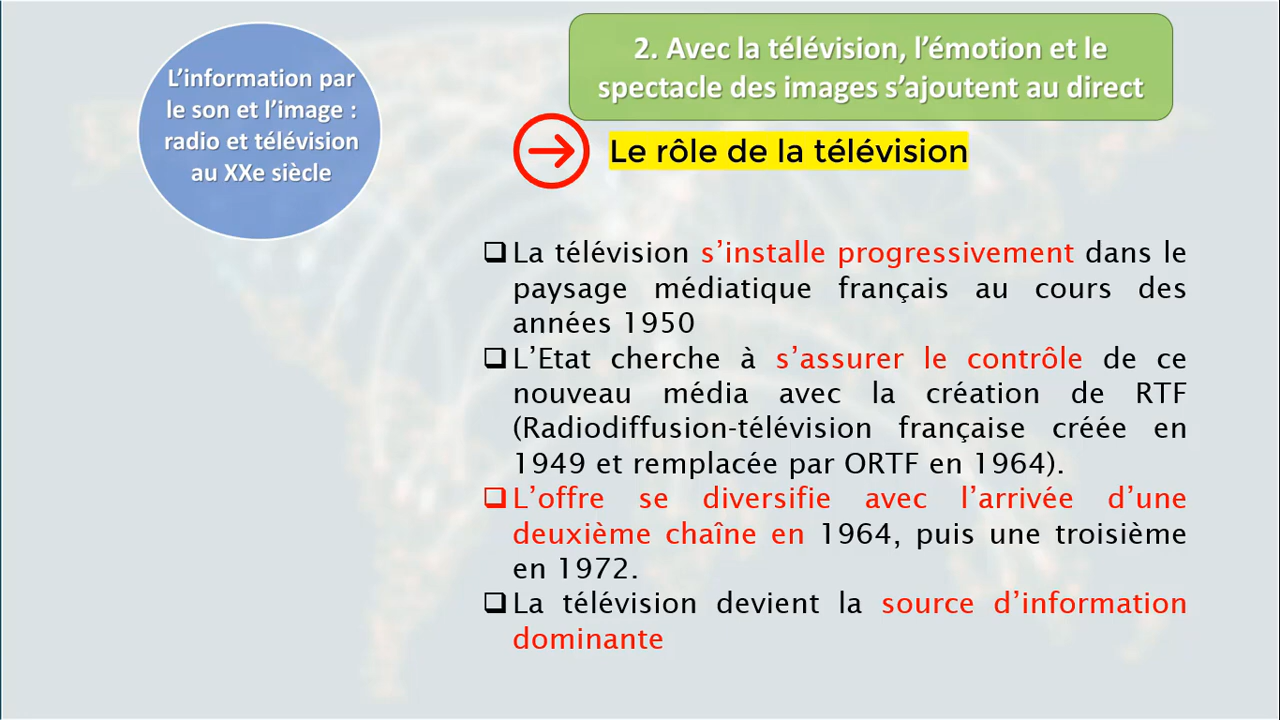 L’information par
le son et l’image :
radio et télévision
au XXe siècle
2. Avec la télévision, l’émotion et le
spectacle des images s’ajoutent au direct
Le rôle de la télévision
❑La télévision s’installe progressivement dans le
paysage médiatique français au cours des
années 1950
❑L’Etat cherche à s’assurer le contrôle de ce
nouveau média avec la création de RTF
(Radiodiffusion-télévision française créée en
1949 et remplacée par ORTF en 1964).
❑L’offre se diversifie avec l’arrivée d’une
deuxième chaîne en 1964, puis une troisième
en 1972.
❑La télévision devient la source d’information
dominante